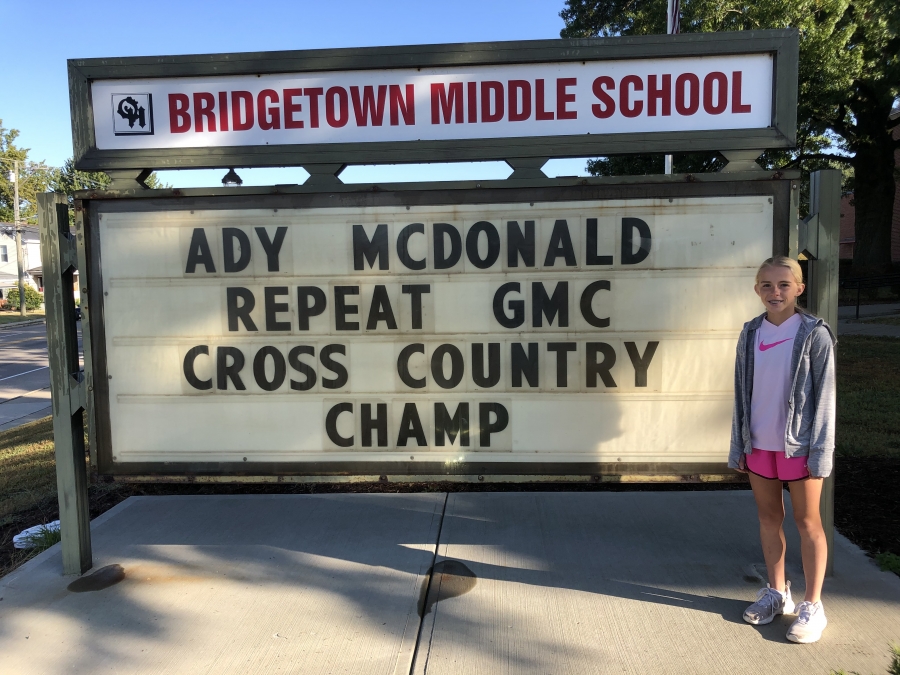 BRIDGETOWN MIDDLE SCHOOL
ADY MCDONALD
REPEAT GMC
CROSS COUNTRY
CHAMP